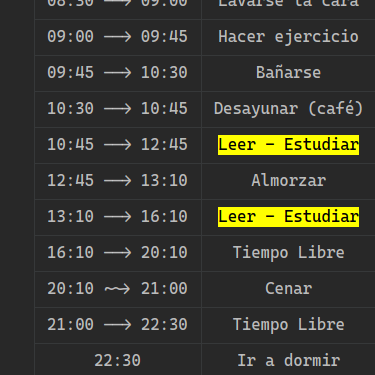 08:30 ──> 09:00 Lavarse la cara
09:00 ──> 09:45 Hacer ejercicio
09:45 ──> 10:30 Bañarse
10:30 ──> 10:45 Desayunar (café)
10:45 ──> 12:45 Leer - Estudiar
12:45 ──> 13:10 Almorzar
13:10 ──> 16:10 Leer - Estudiar
16:10 ──> 20:10 Tiempo Libre
20:10 ~~> 21:00 Cenar
21:00 ──> 22:30 Tiempo Libre
22:30 Ir a dormir